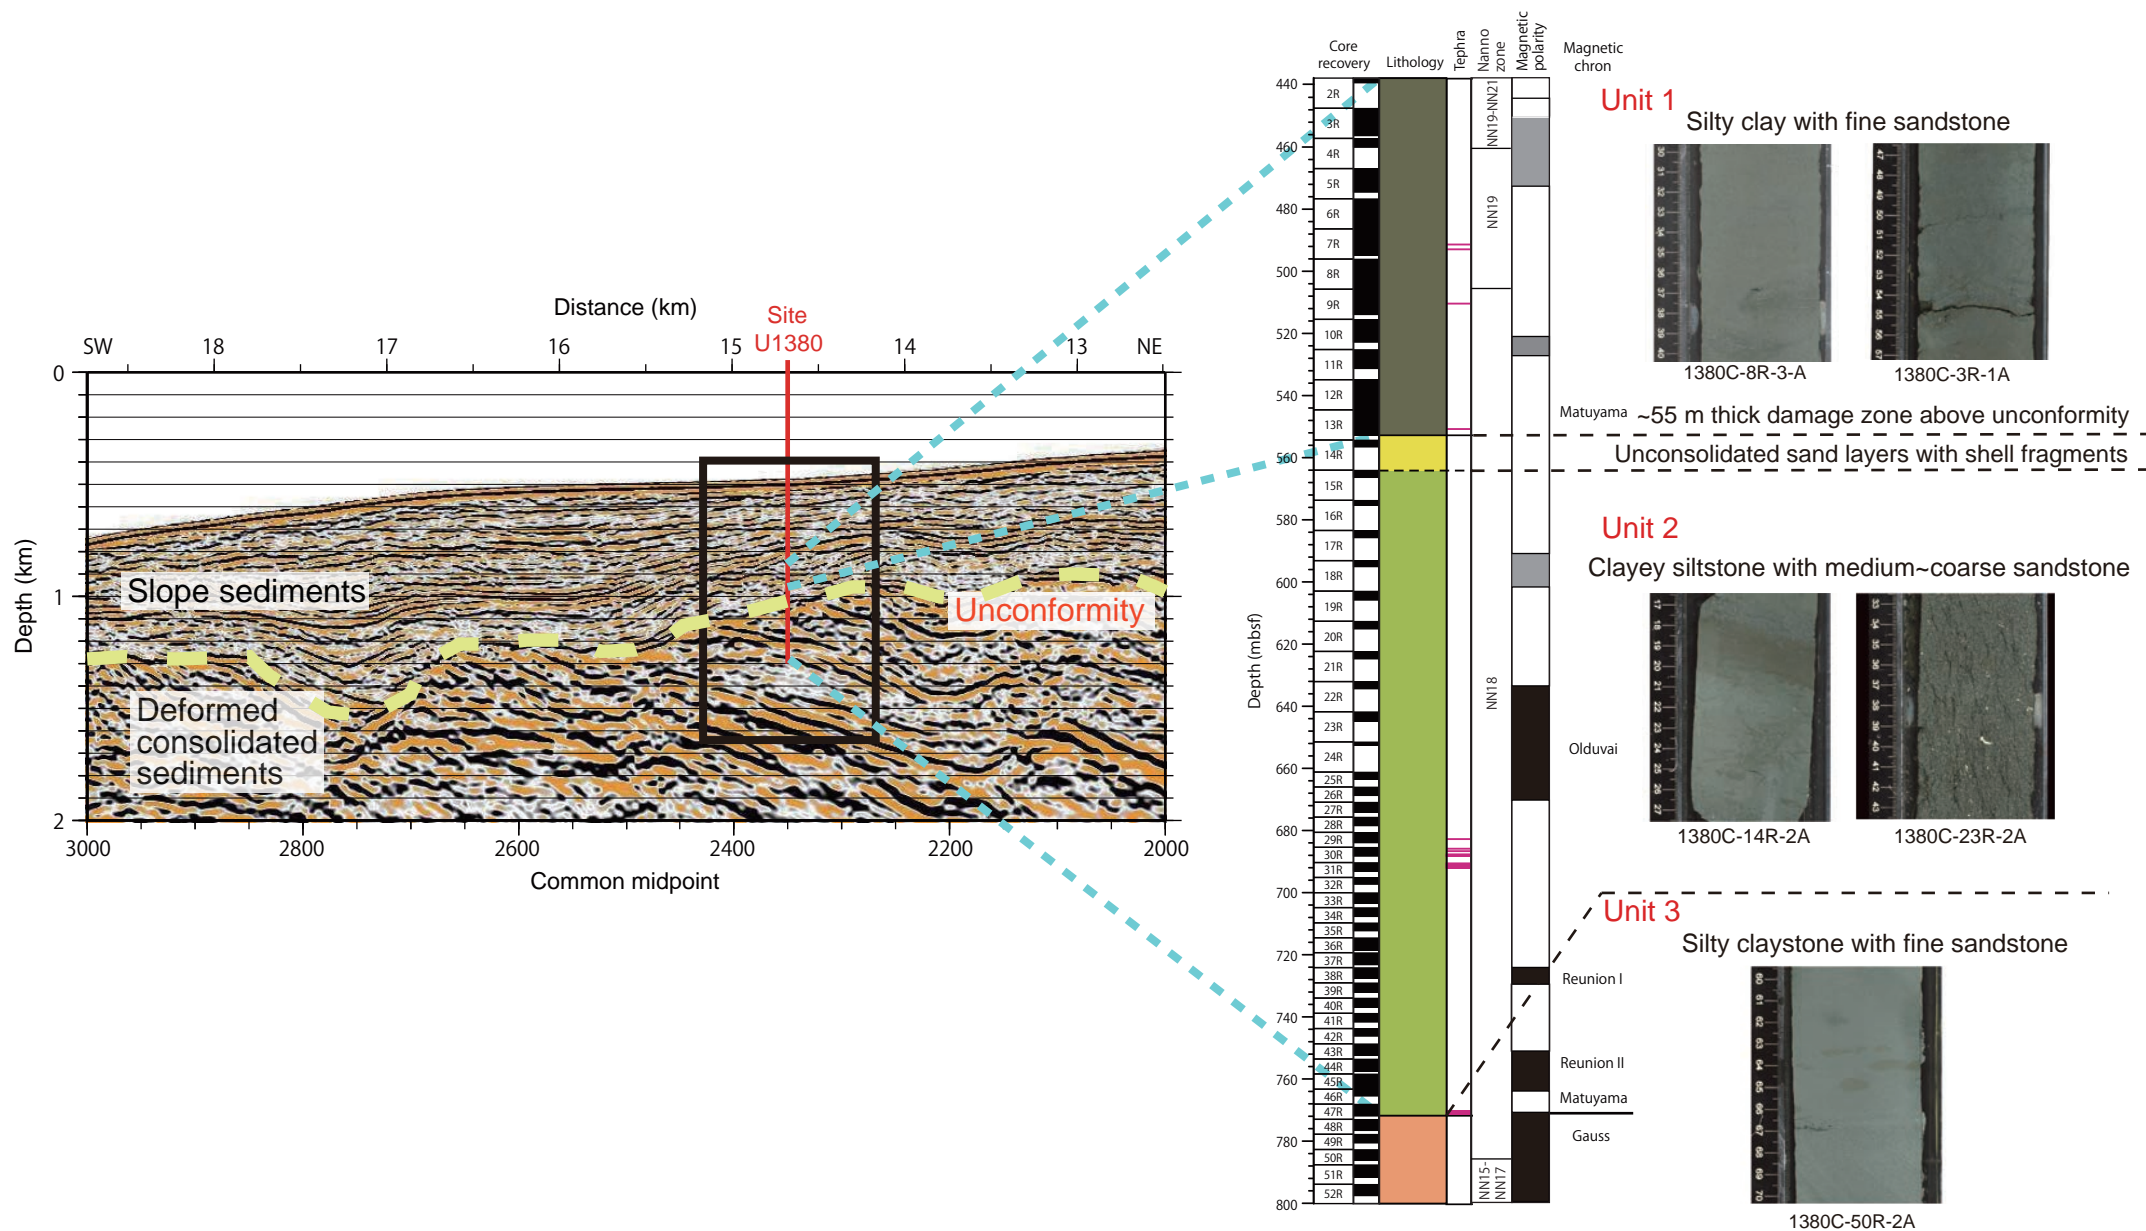 Distance (km)
Site
U1380
SW
18
17
16
15
14
13
NE
0
1
2
Depth (km)
Slope sediments
Unconformity
Deformed
consolidated
sediments
3000
2800
2600
2400
2200
2000
Common midpoint
Core
recovery
Lithology
Tephra
Nanno
zone
Magnetic
polarity
Magnetic
chron
Depth (mbsf)
440
460
480
500
520
540
560
580
600
620
640
660
680
700
720
740
760
780
800
2R
3R
4R
5R
6R
7R
8R
9R
10R
11R
12R
13R
14R
15R
16R
17R
18R
19R
20R
21R
22R
23R
24R
25R
26R
27R
28R
29R
30R
31R
32R
33R
34R
35R
36R
37R
38R
39R
40R
41R
42R
43R
44R
45R
46R
47R
48R
49R
50R
51R
52R
NN19-NN21
NN19
NN18
NN15-
NN17
Matuyama
Olduvai
Reunion I
Reunion II
Matuyama
Gauss
Unit 1
Silty clay with fine sandstone
1380C-8R-3-A
1380C-3R-1A
~55 m thick damage zone above unconformity
Unconsolidated sand layers with shell fragments
Unit 2
Clayey siltstone with medium~coarse sandstone
1380C-14R-2A
1380C-23R-2A
Unit 3
Silty claystone with fine sandstone
1380C-50R-2A